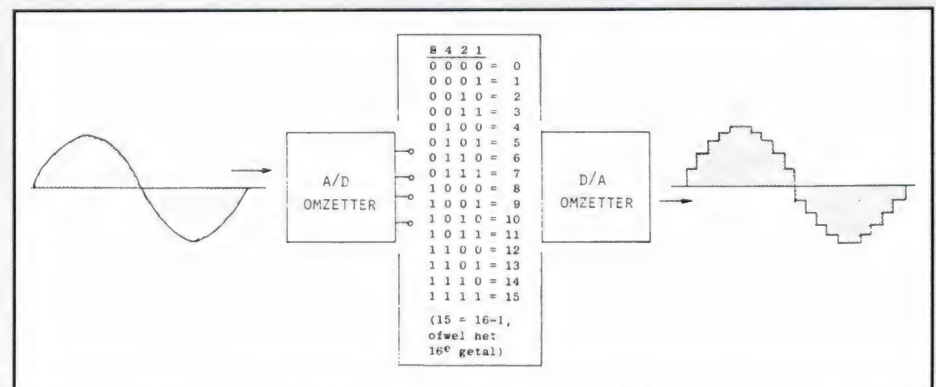 A/D
OMZETTER
8 4 2 1
0 0 0 0 = 0
0 0 0 1 = 1
0 0 1 0 = 2
0 0 1 1 = 3
0 1 0 0 = 4
0 1 0 1 = 5
0 1 1 0 = 6
0 1 1 1 = 7
1 0 0 0 = 8
1 0 0 1 = 9
1 0 1 0 = 10
1 0 1 1 = 11
1 1 0 0 = 12
1 1 0 1 = 13
1 1 1 0 = 14
1 1 1 1 = 15
(15 = 16-1,
ofwel het
16e getal)
D/A
OMZETTER